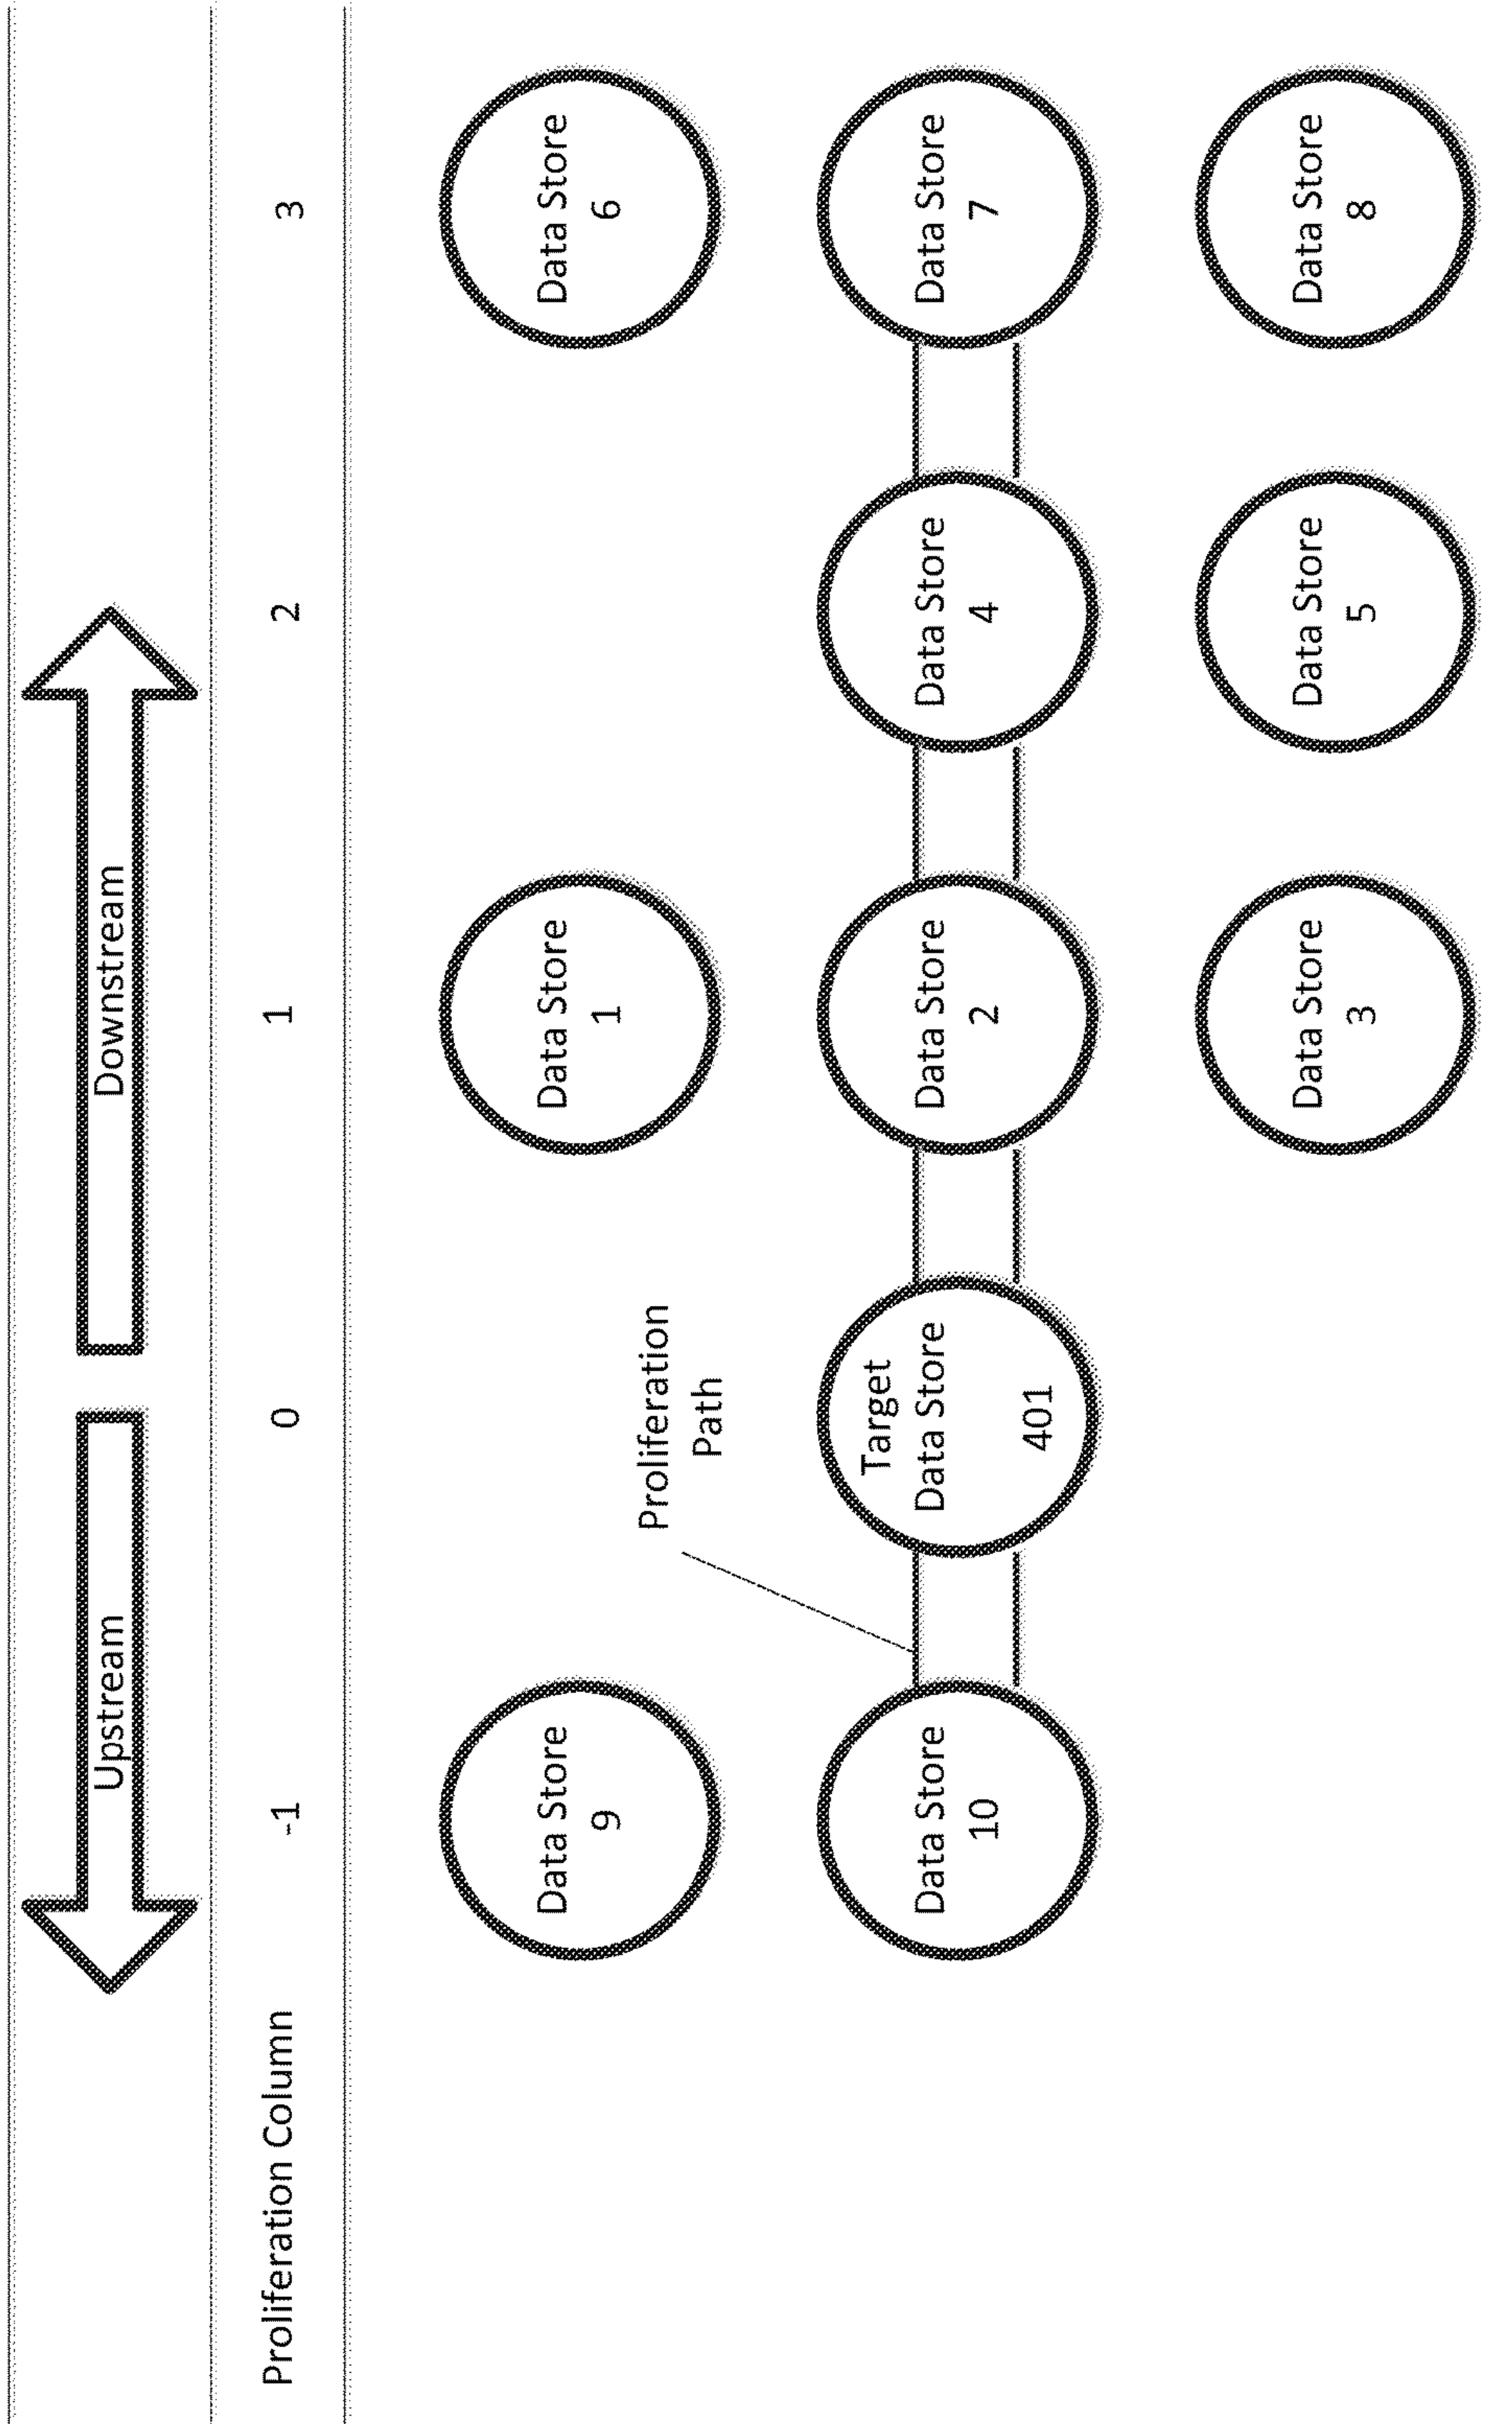 Upstream
Downstream
Proliferation Column
-1
0
1
2
3
Data Store
9
Data Store
1
Data Store
6
Proliferation
Path
Data Store
10
Target
Data Store
401
Data Store
2
Data Store
4
Data Store
7
Data Store
3
Data Store
5
Data Store
8